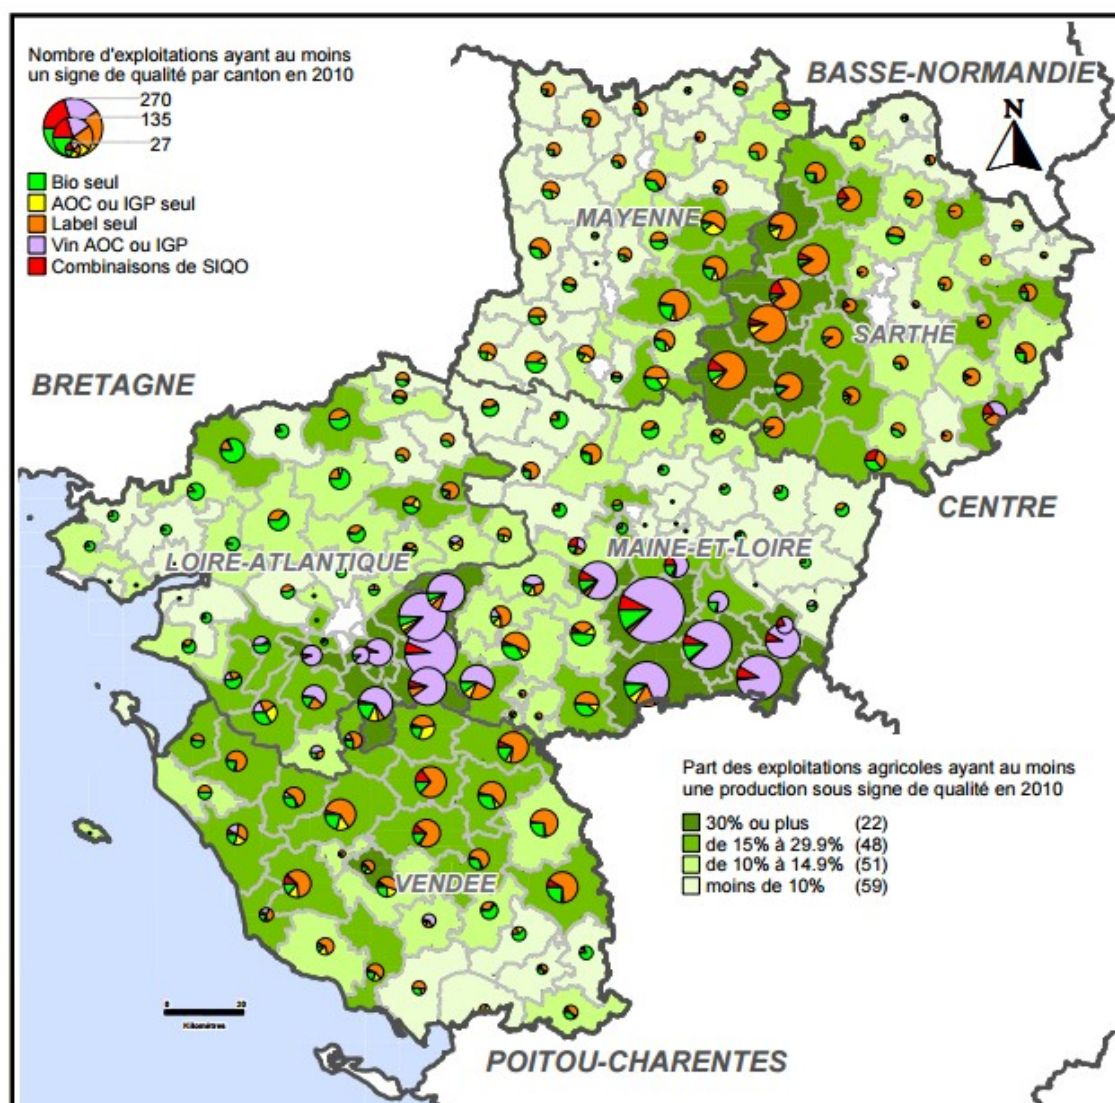 Nombre d'exploitations ayant au moins
un signe de qualité par canton en 2010
270
135
27
Bio seul
AOC ou IGP seul
Label seul
Vin AOC ou IGP
Combinaisons de SIQO
BASSE-NORMANDIE
N
MAYENNE
SARTHE
BRETAGNE
CENTRE
LOIRE-ATLANTIQUE
MAINE-ET-LOIRE
Part des exploitations agricoles ayant au moins
une production sous signe de qualité en 2010
30% ou plus (22)
de 15% à 29.9% (48)
de 10% à 14.9% (51)
moins de 10% (59)
VENDEE
0 20
Kilomètres
POITOU-CHARENTES